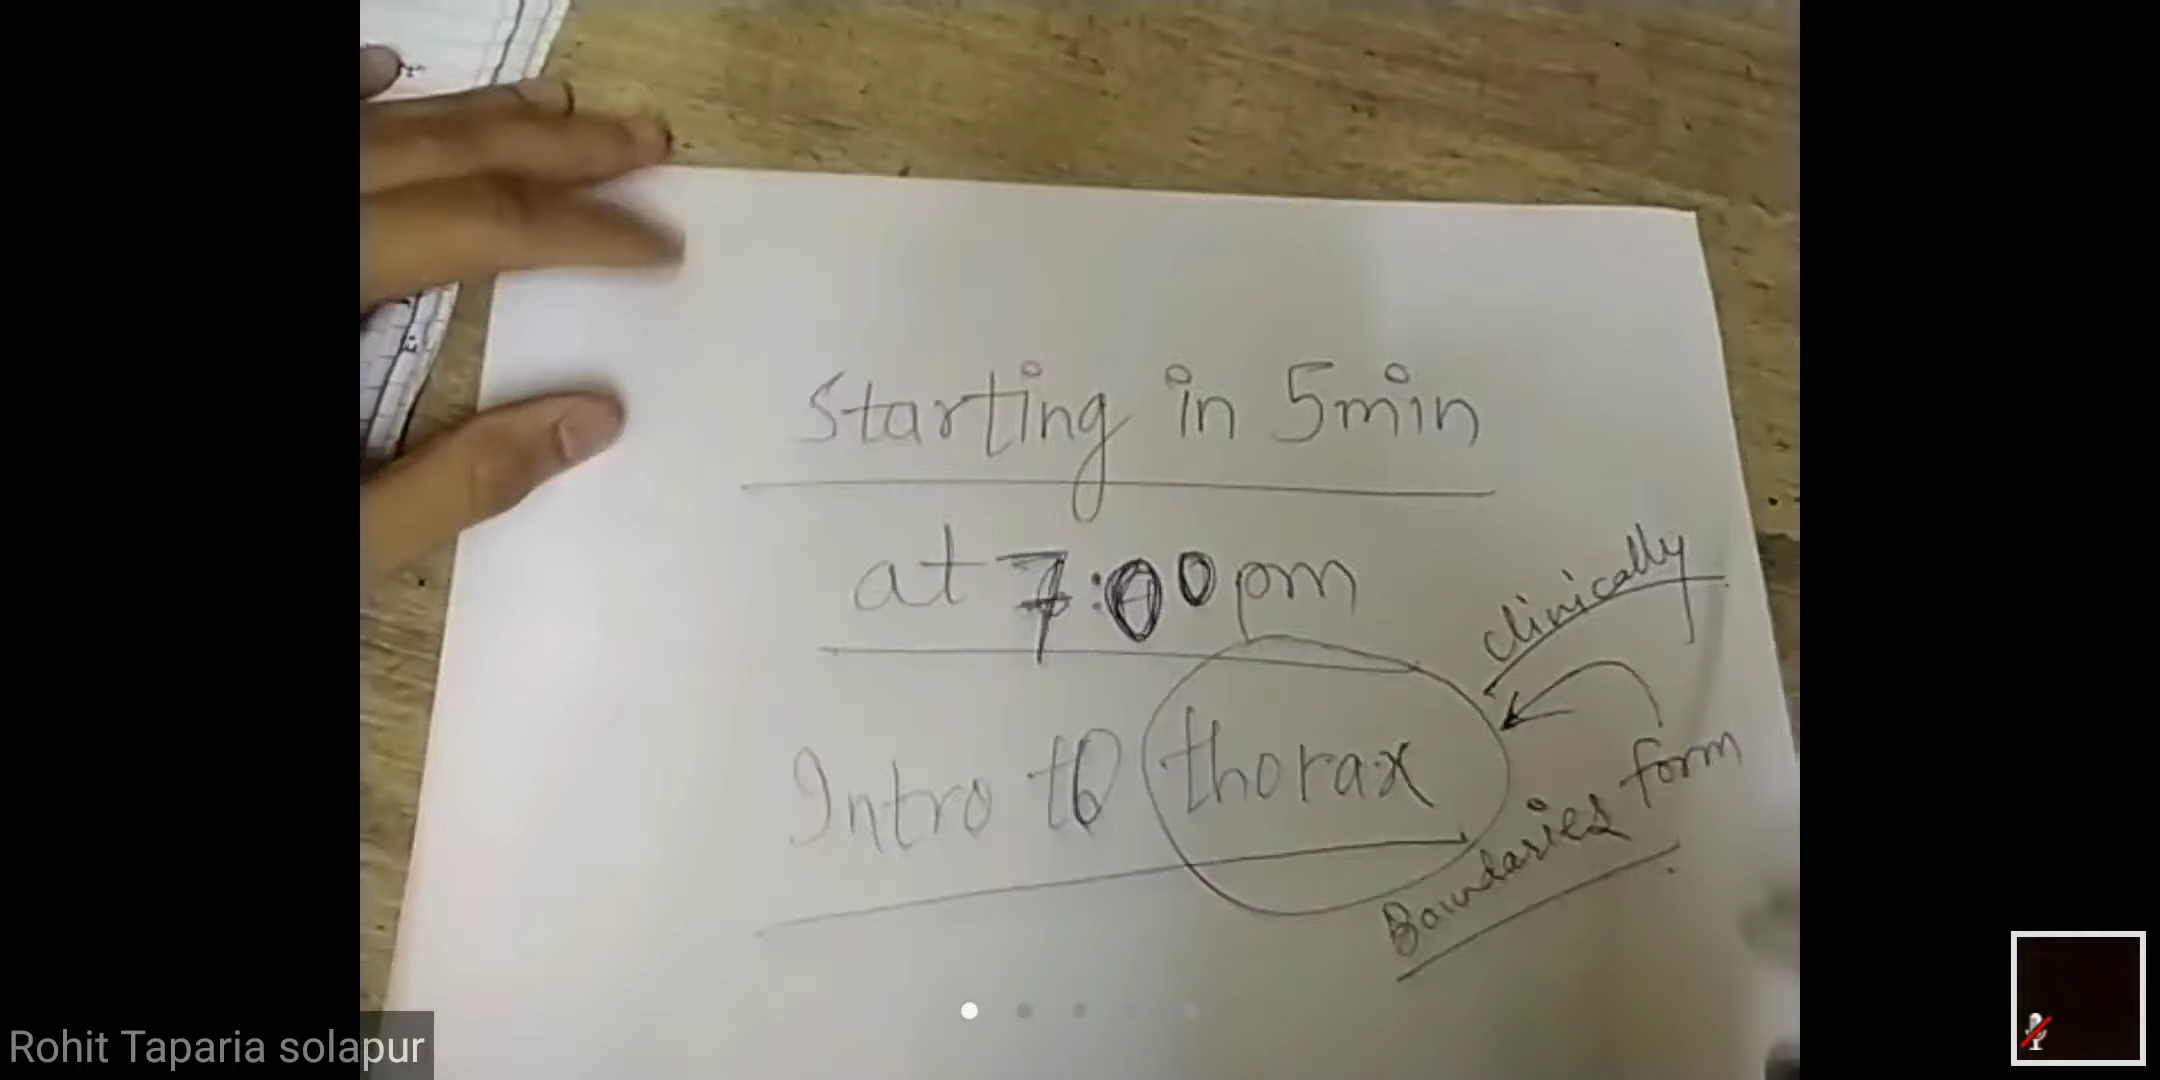 Starting in 5min
at 7:00 pm
Intro to thorax
clinically
Boundaries form
Rohit Taparia solapur